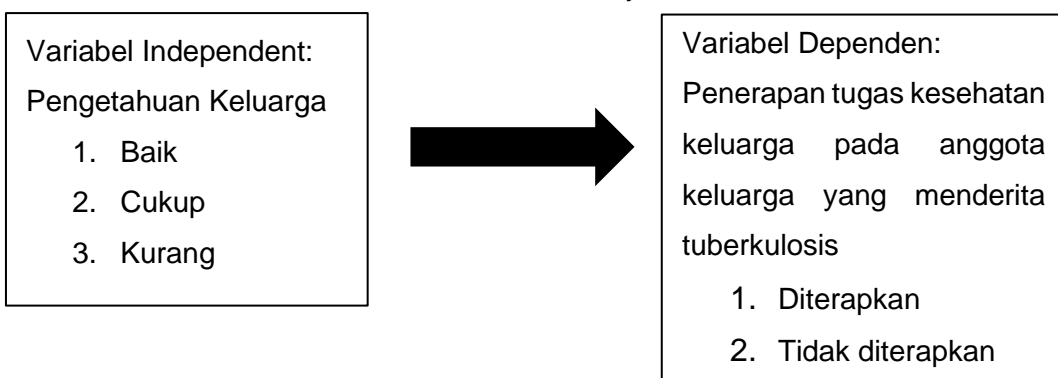 Variabel Independent:
Pengetahuan Keluarga
1. Baik
2. Cukup
3. Kurang
Variabel Dependen:
Penerapan tugas kesehatan
keluarga pada anggota
keluarga yang menderita
tuberkulosis
1. Diterapkan
2. Tidak diterapkan